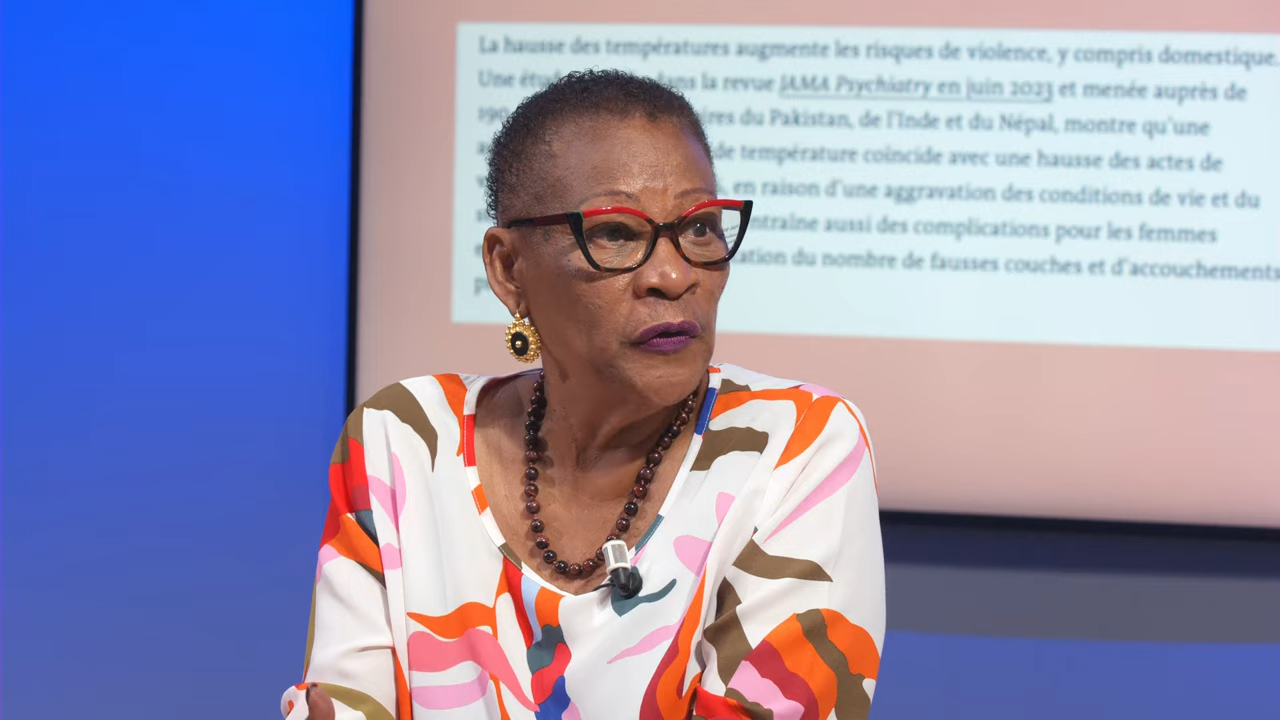 La hausse des températures augmente les risques de violence, y compris domestique.
Une étud dans la revue JAMA Psychiatry en juin 2023 et menée auprès de
ires du Pakistan, de l'Inde et du Népal, montre qu'une
de température coïncide avec une hausse des actes de
, en raison d'une aggravation des conditions de vie et du
ntraîne aussi des complications pour les femmes
ation du nombre de fausses couches et d'accouchements